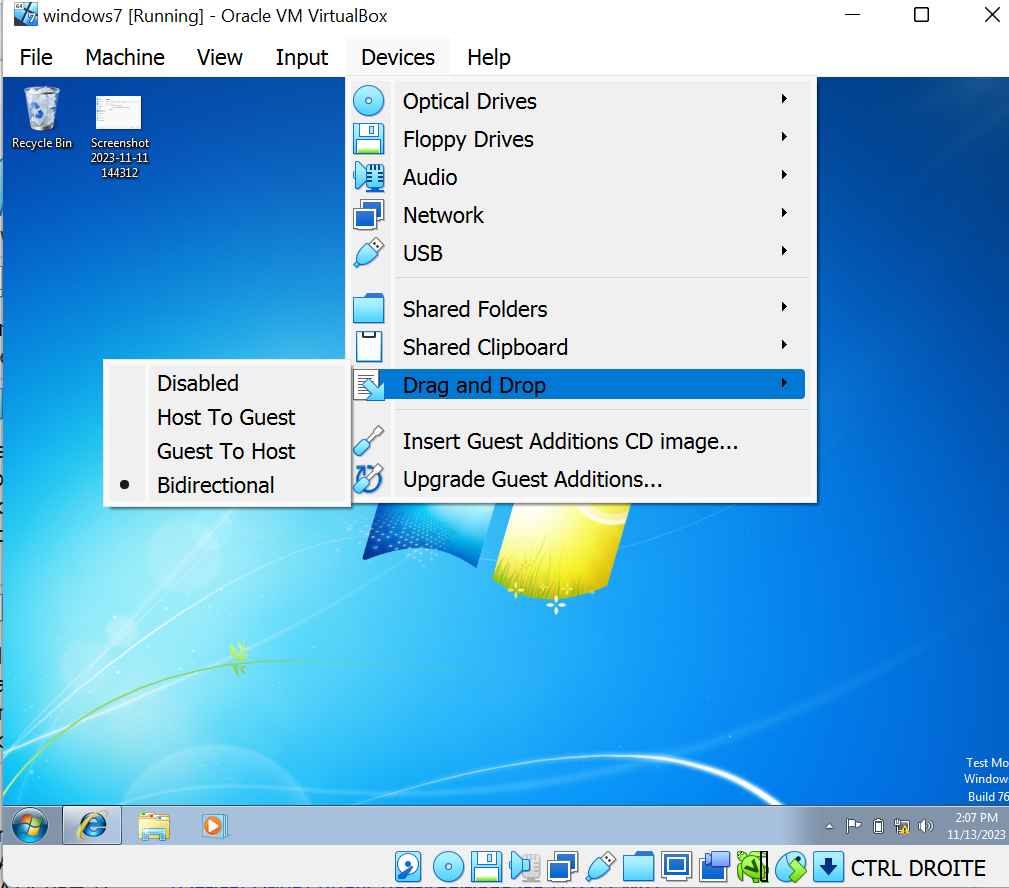 windows7 [Running] - Oracle VM VirtualBox
File Machine View Input Devices Help
Recycle Bin
Screenshot
2023-11-11
144312
Optical Drives
Floppy Drives
Audio
Network
USB
Shared Folders
Shared Clipboard
Drag and Drop
Insert Guest Additions CD image...
Upgrade Guest Additions...
Disabled
Host To Guest
Guest To Host
Bidirectional
Test Mo
Window
Build 76
2:07 PM
11/13/2023
CTRL DROITE